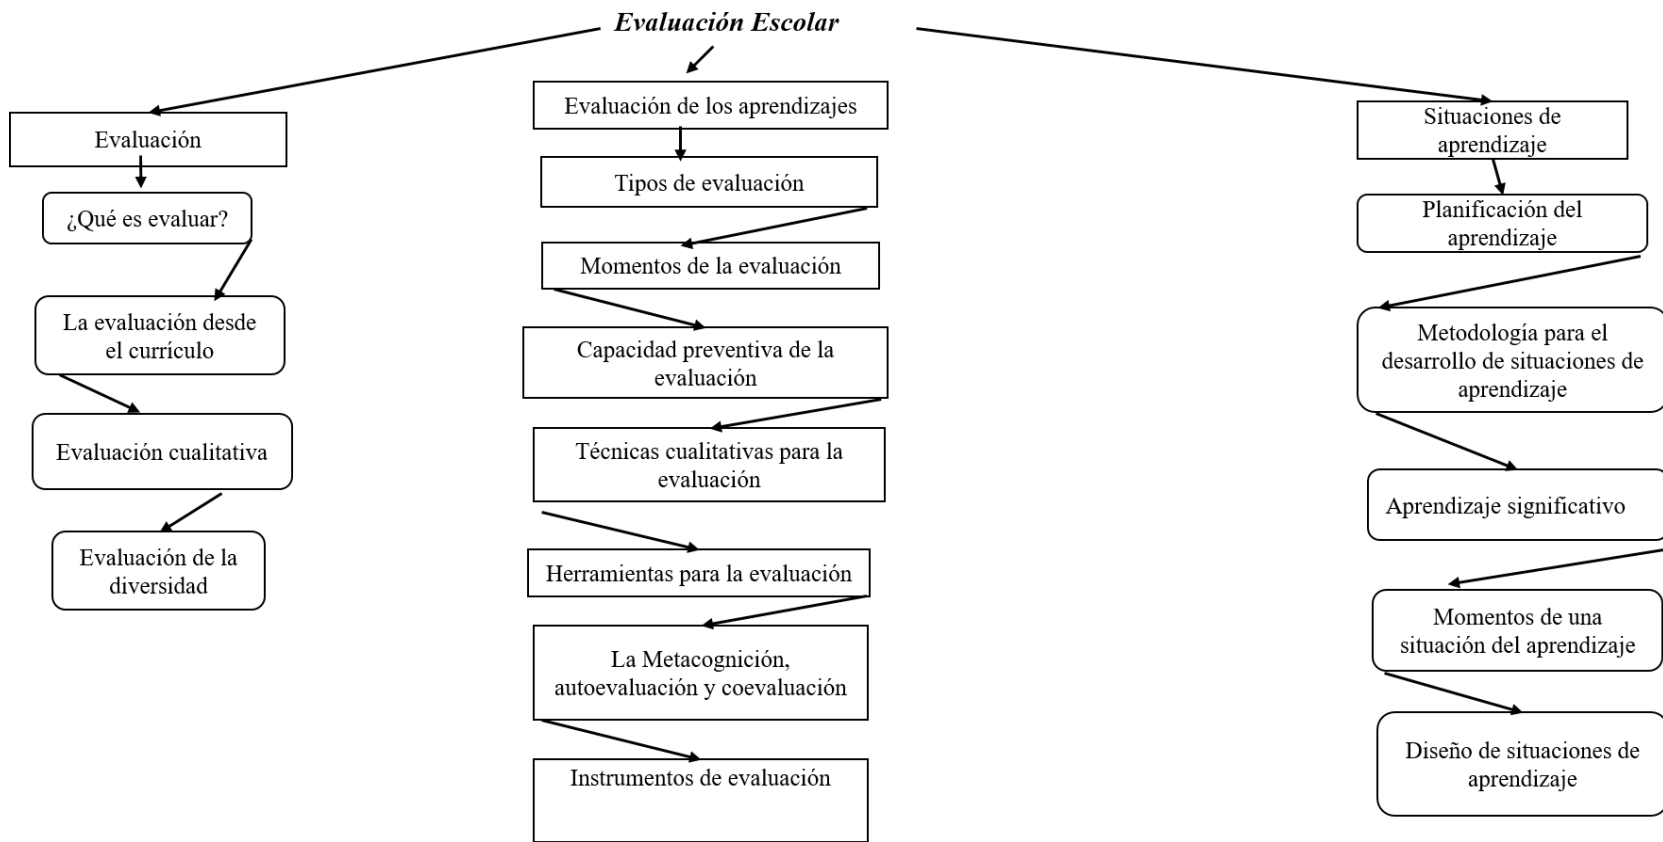 Evaluación Escolar
Evaluación
¿Qué es evaluar?
La evaluación desde
el currículo
Evaluación cualitativa
Evaluación de la
diversidad
Evaluación de los aprendizajes
Tipos de evaluación
Momentos de la evaluación
Capacidad preventiva de la
evaluación
Técnicas cualitativas para la
evaluación
Herramientas para la evaluación
La Metacognición,
autoevaluación y coevaluación
Instrumentos de evaluación
Situaciones de
aprendizaje
Planificación del
aprendizaje
Metodología para el
desarrollo de situaciones de
aprendizaje
Aprendizaje significativo
Momentos de una
situación del aprendizaje
Diseño de situaciones de
aprendizaje